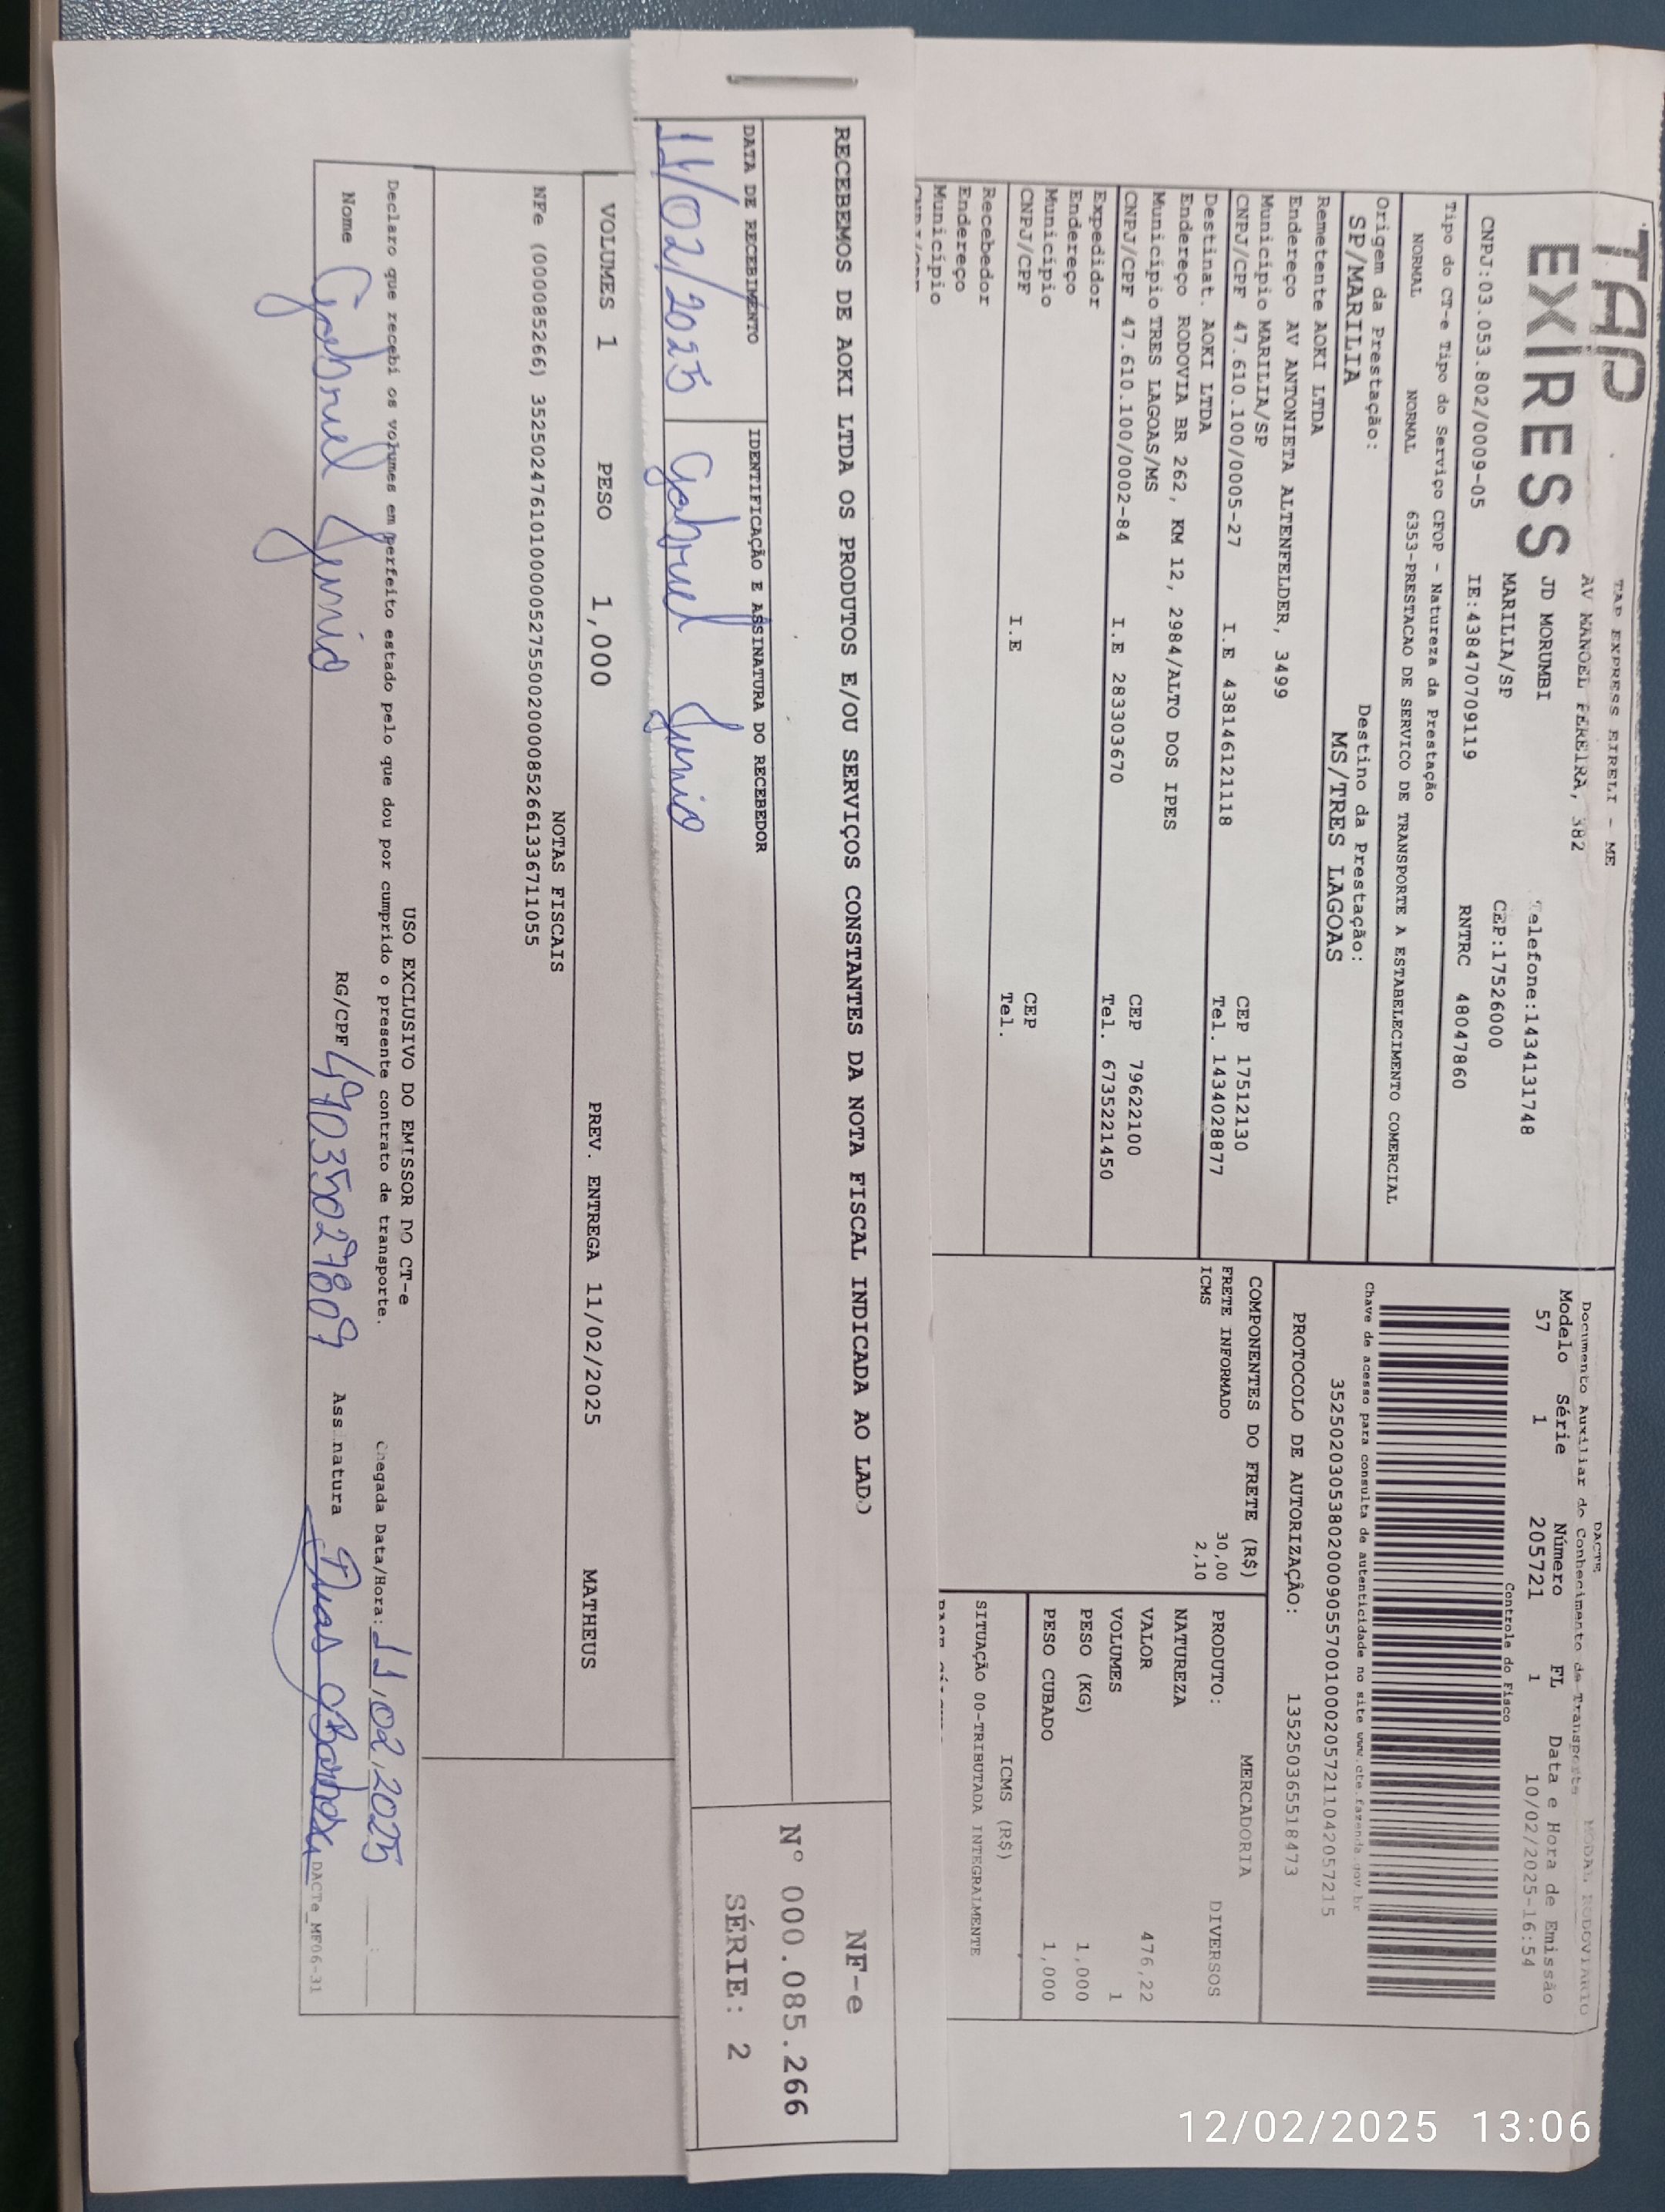 TAP
EXPRESS
TAP EXPRESS EIRELI - ME
AV MANOEL PEREIRA, 382
JD MORUMBI
Telefone:1434131748
MARILIA/SP
CEP:17526000
CNPJ:03.053.802/0009-05
IE:438470709119
RNTRC 48047860
Tipo do CT-e Tipo do Serviço CFOP - Natureza da Prestação
NORMAL NORMAL 6353-PRESTACAO DE SERVICO DE TRANSPORTE A ESTABELECIMENTO COMERCIAL
Origem da Prestação: Destino da Prestação:
SP/MARILIA MS/TRES LAGOAS
Remetente AOKI LTDA
Endereço AV ANTONIETA ALTENFELDER, 3499
Município MARILIA/SP CEP 17512130
CNPJ/CPF 47.610.100/0005-27 I.E 438146121118 Tel. 1434028877
Destinat. AOKI LTDA
Endereço RODOVIA BR 262, KM 12, 2984/ALTO DOS IPES
Município TRES LAGOAS/MS CEP 79622100
CNPJ/CPF 47.610.100/0002-84 I.E 283303670 Tel. 6735221450
Expedidor
Endereço
Município CEP
CNPJ/CPF I.E Tel.
Recebedor
Endereço
Município
DACTE
Documento Auxiliar do Conhecimento de Transporte
MODAL RODOVIARIO
Modelo Série Número FL Data e Hora de Emissão
57 1 205721 1 10/02/2025-16:54
Controle do Fisco
Chave de acesso para consulta de autenticidade no site www.cte.fazenda.gov.br
35250203053802000905570010002057211042057215
PROTOCOLO DE AUTORIZAÇÃO: 135250365518473
COMPONENTES DO FRETE (R$)
FRETE INFORMADO 30,00
ICMS 2,10
MERCADORIA
PRODUTO: DIVERSOS
NATUREZA
VALOR 476,22
VOLUMES 1
PESO (KG) 1,000
PESO CUBADO 1,000
ICMS (R$)
SITUAÇÃO 00-TRIBUTADA INTEGRALMENTE
RECEBEMOS DE AOKI LTDA OS PRODUTOS E/OU SERVIÇOS CONSTANTES DA NOTA FISCAL INDICADA AO LADO
DATA DE RECEBIMENTO IDENTIFICAÇÃO E ASSINATURA DO RECEBEDOR
11/02/2025 Gabriel Junio
NF-e
Nº 000.085.266
SÉRIE: 2
VOLUMES 1 PESO 1,000 PREV. ENTREGA 11/02/2025 MATHEUS
NOTAS FISCAIS
NFe (000085266) 35250247610100000527550020000852661336711055
USO EXCLUSIVO DO EMISSOR DO CT-e
Declaro que recebi os volumes em perfeito estado pelo que dou por cumprido o presente contrato de transporte.
Chegada Data/Hora: 11,02,2025
Nome Gabriel Junio RG/CPF 49035027809 Assinatura Dias Barbosa
DACTe_MF06-31
12/02/2025 13:06